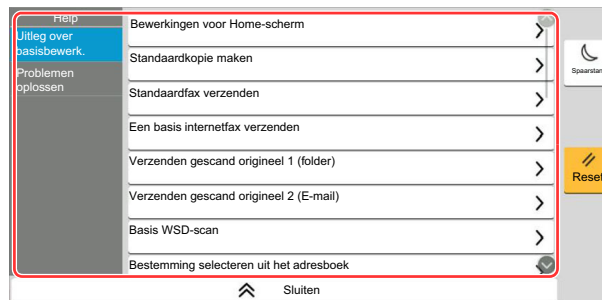 Help
Uitleg over
basisbewerk.
Problemen
oplossen
Bewerkingen voor Home-scherm
Standaardkopie maken
Standaardfax verzenden
Een basis internetfax verzenden
Verzenden gescand origineel 1 (folder)
Verzenden gescand origineel 2 (E-mail)
Basis WSD-scan
Bestemming selecteren uit het adresboek
Sluiten
Spaarstan
Reset